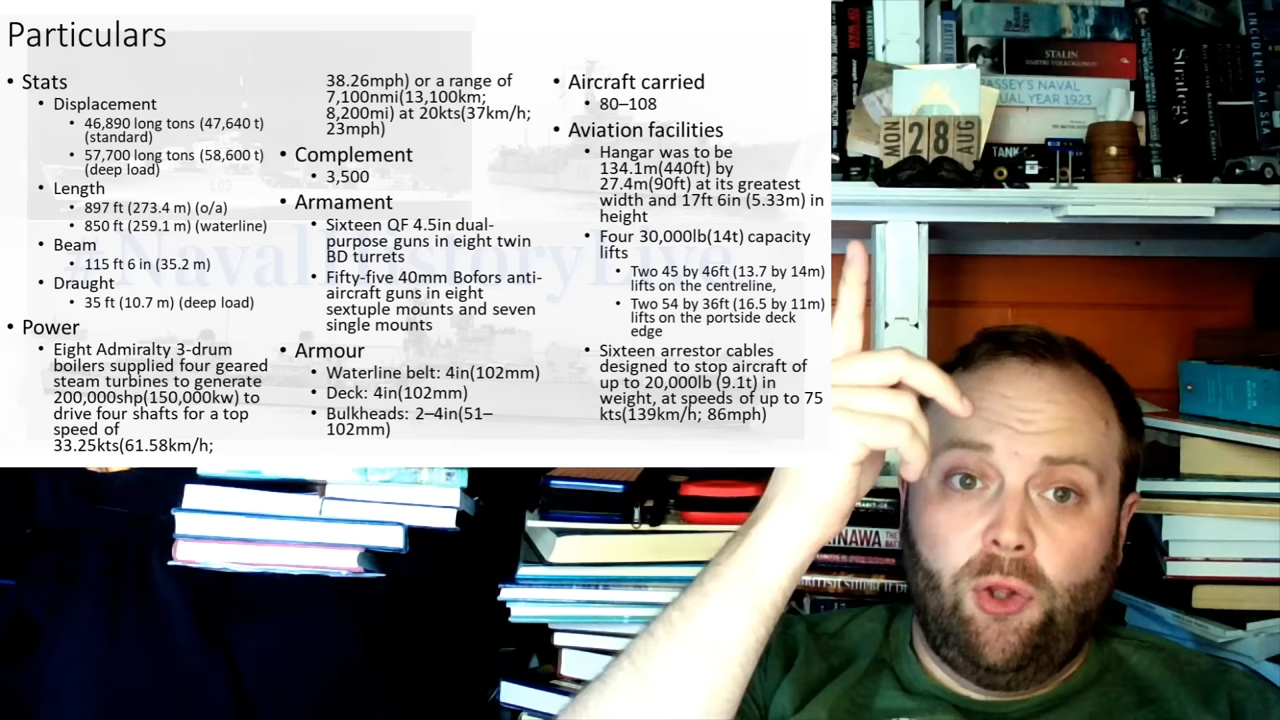 Particulars
• Stats
• Displacement
• 46,890 long tons (47,640 t)
(standard)
• 57,700 long tons (58,600 t)
(deep load)
• Length
• 897 ft (273.4 m) (o/a)
• 850 ft (259.1 m) (waterline)
• Beam
• 115 ft 6 in (35.2 m)
• Draught
• 35 ft (10.7 m) (deep load)
• Power
• Eight Admiralty 3-drum
boilers supplied four geared
steam turbines to generate
200,000shp(150,000kw) to
drive four shafts for a top
speed of
33.25kts(61.58km/h;
38.26mph) or a range of
7,100nmi(13,100km;
8,200mi) at 20kts(37km/h;
23mph)
• Complement
• 3,500
• Armament
• Sixteen QF 4.5in dual-
purpose guns in eight twin
BD turrets
• Fifty-five 40mm Bofors anti-
aircraft guns in eight
sextuple mounts and seven
single mounts
• Armour
• Waterline belt: 4in(102mm)
• Deck: 4in(102mm)
• Bulkheads: 2–4in(51–
102mm)
• Aircraft carried
• 80–108
• Aviation facilities
• Hangar was to be
134.1m(440ft) by
27.4m(90ft) at its greatest
width and 17ft 6in (5.33m) in
height
• Four 30,000lb(14t) capacity
lifts
• Two 45 by 46ft (13.7 by 14m)
lifts on the centreline,
• Two 54 by 36ft (16.5 by 11m)
lifts on the portside deck
edge
• Sixteen arrestor cables
designed to stop aircraft of
up to 20,000lb (9.1t) in
weight, at speeds of up to 75
kts(139km/h; 86mph)
STALIN
NAVAL
YEAR 1923
MON 28 AUG
TANK
Strategy
INCIDENTS AT SEA
OF WAR